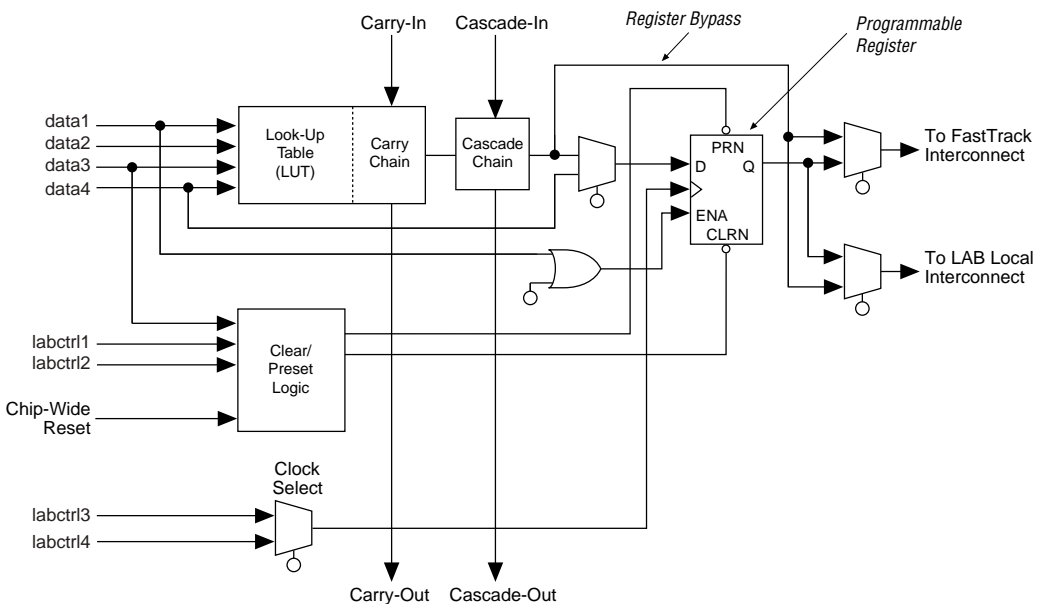 Carry-In
Cascade-In
Register Bypass
Programmable
Register
data1
data2
data3
data4
Look-Up
Table
(LUT)
Carry
Chain
Cascade
Chain
PRN
D
Q
ENA
CLRN
To FastTrack
Interconnect
To LAB Local
Interconnect
labctrl1
labctrl2
Clear/
Preset
Logic
Chip-Wide
Reset
Clock
Select
labctrl3
labctrl4
Carry-Out
Cascade-Out